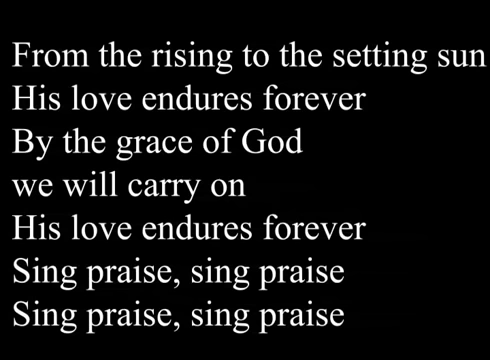 From the rising to the setting sun
His love endures forever
By the grace of God
we will carry on
His love endures forever
Sing praise, sing praise
Sing praise, sing praise